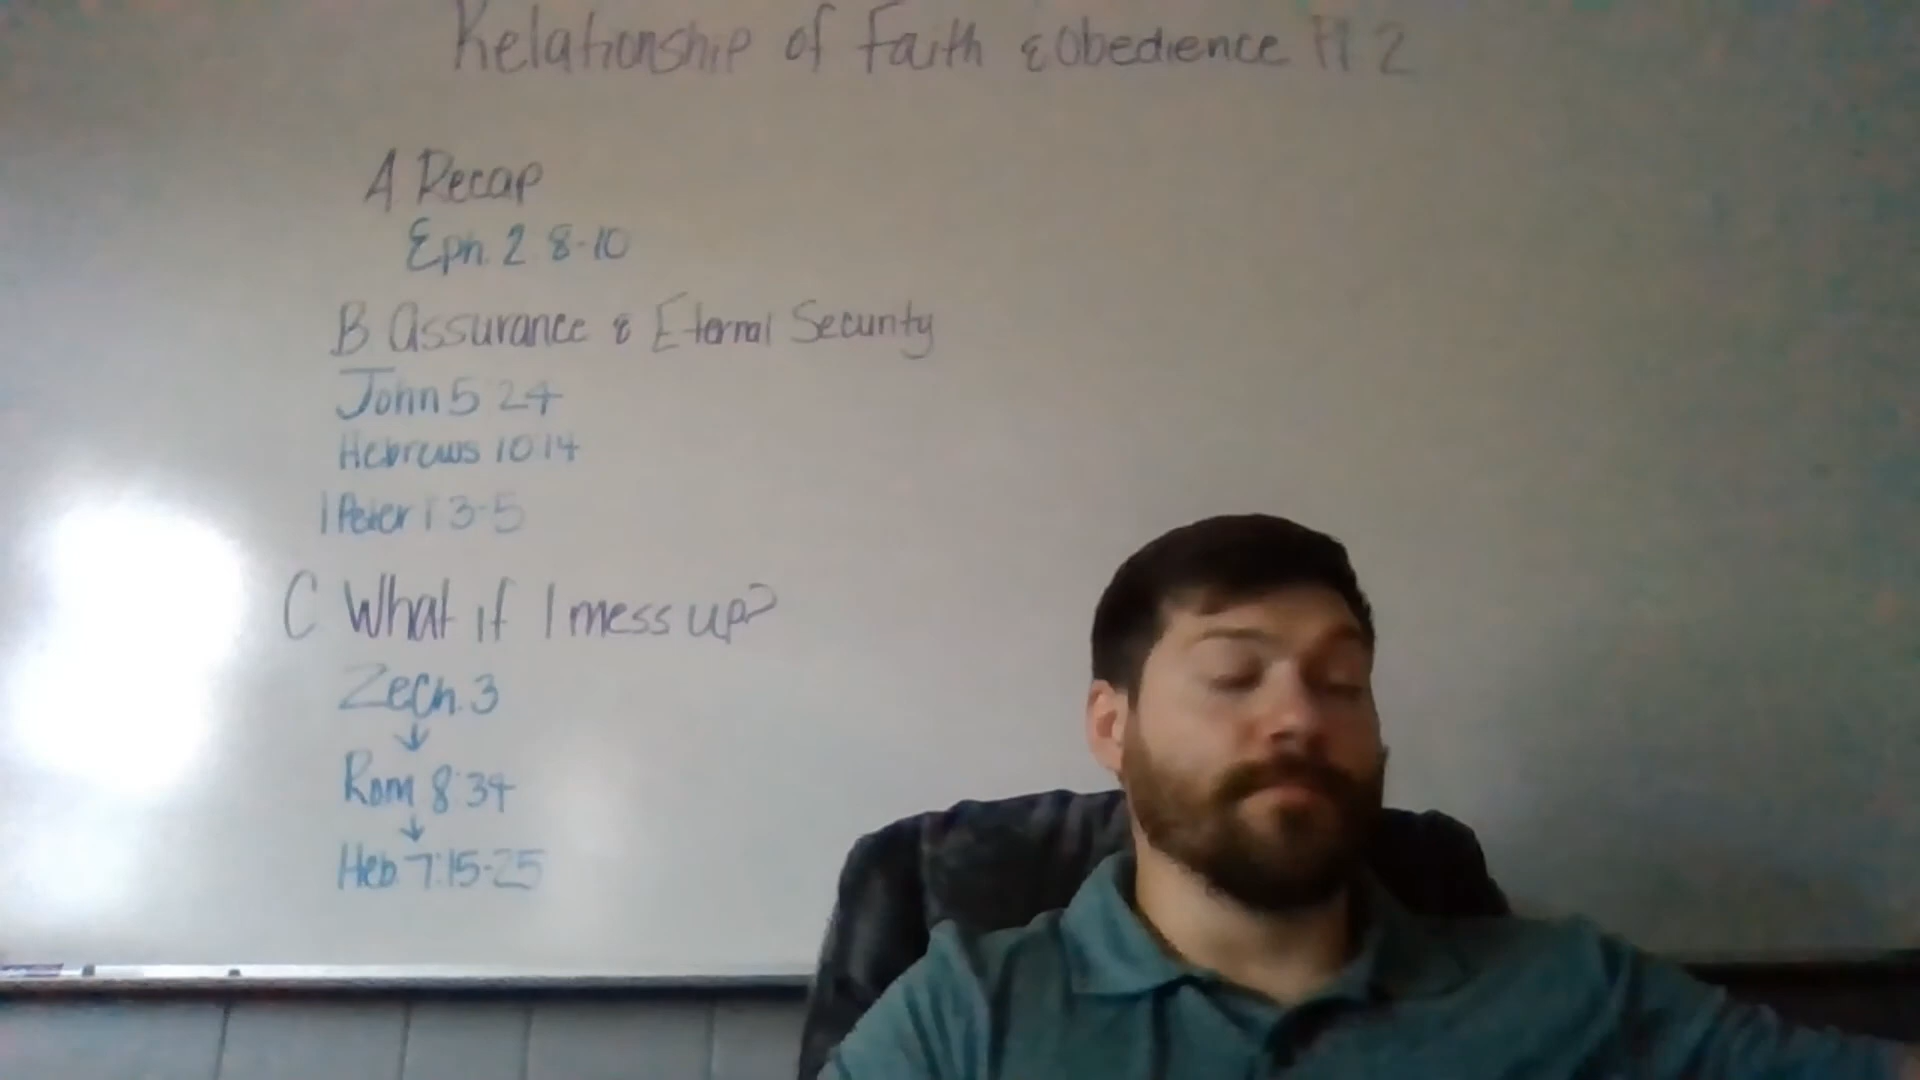 Relationship of Faith & Obedience Pt 2
A Recap
Eph. 2 8-10
B Assurance & Eternal Security
John 5 24
Hebrews 10 14
1 Peter 1 3-5
C What if I mess up?
Zech. 3
↓
Rom 8:34
↓
Heb. 7:15-25